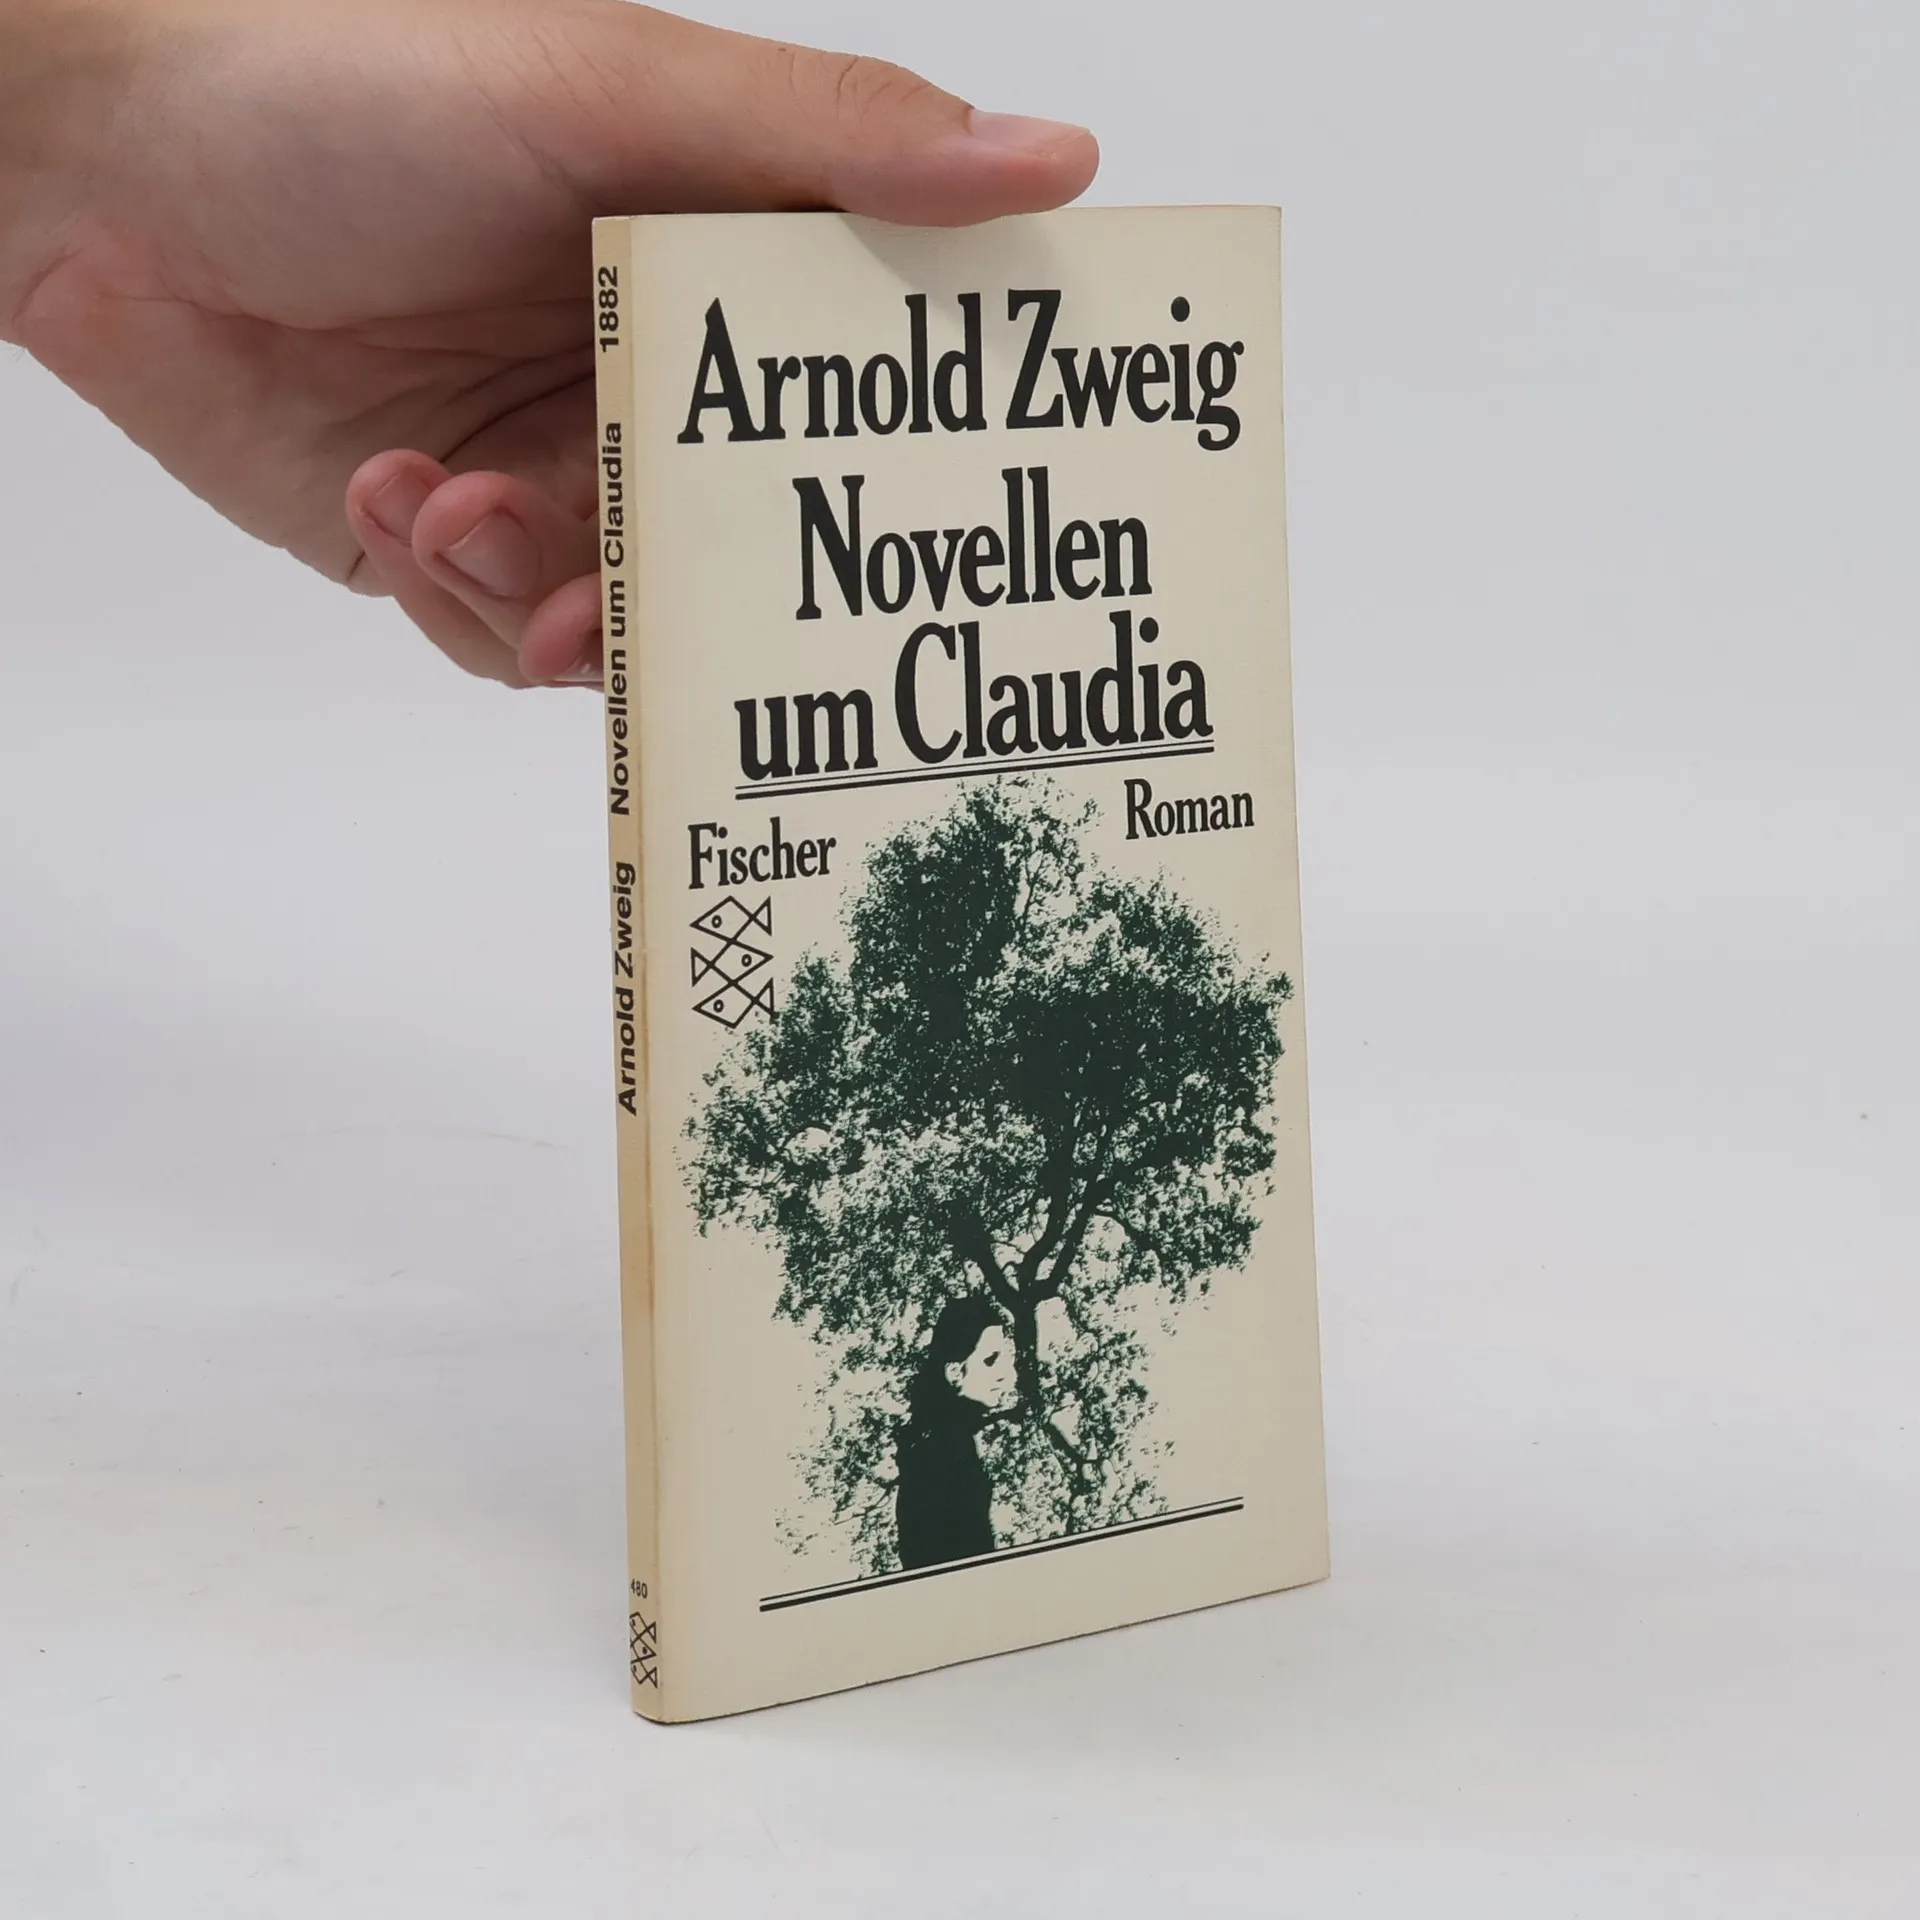 Arnold Zweig
Novellen
um Claudia
Fischer
Roman
Arnold Zweig Novellen um Claudia 1882
480